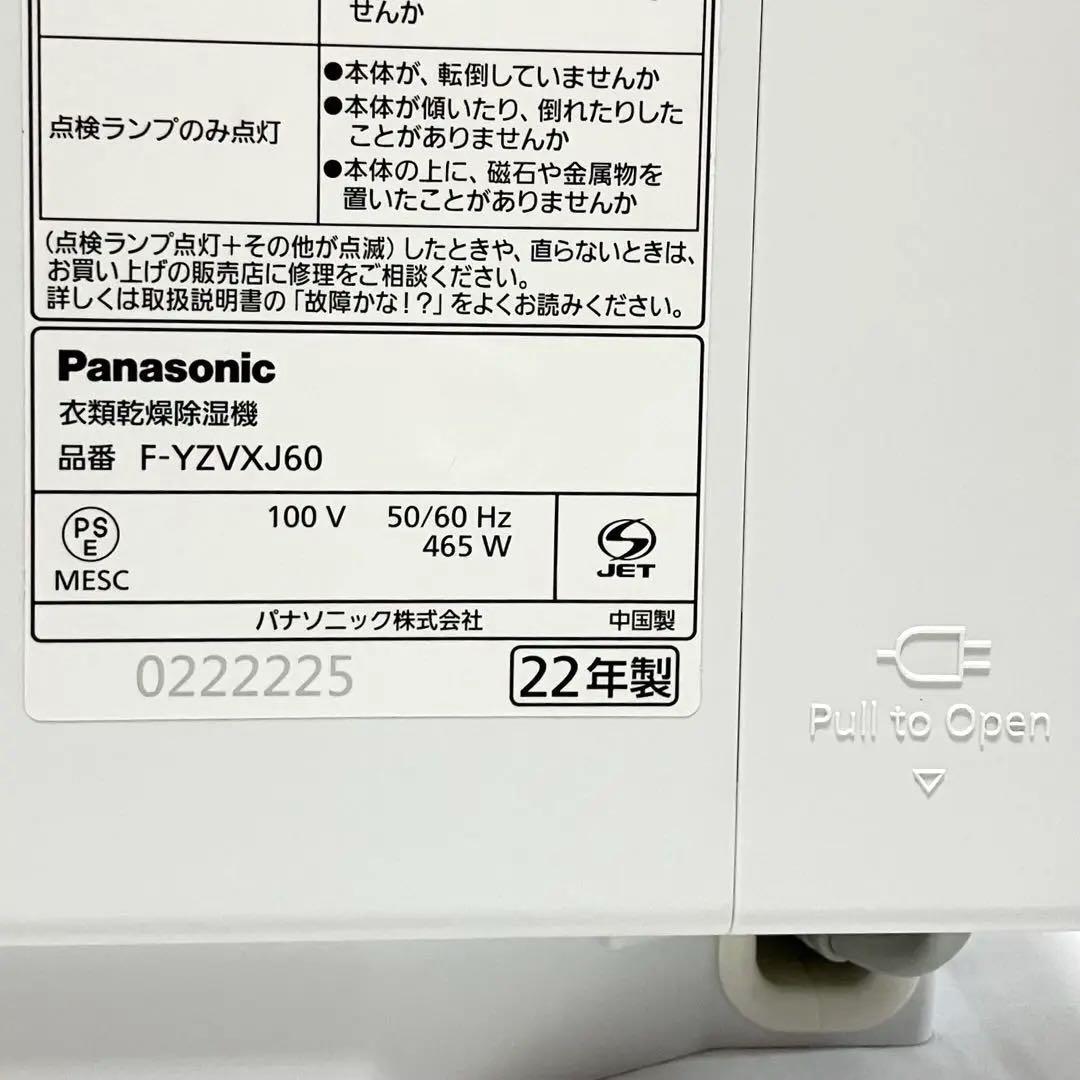 せんか
点検ランプのみ点灯
●本体が、転倒していませんか
●本体が傾いたり、倒れたりした
ことがありませんか
●本体の上に、磁石や金属物を
置いたことがありませんか
(点検ランプ点灯+その他が点滅)したときや、直らないときは、
お買い上げの販売店に修理をご相談ください。
詳しくは取扱説明書の「故障かな!?」をよくお読みください。
Panasonic
衣類乾燥除湿機
品番 F-YZVXJ60
PS
E
MESC
100 V 50/60 Hz
465 W
JET
パナソニック株式会社 中国製
0222225
22年製
Pull to Open